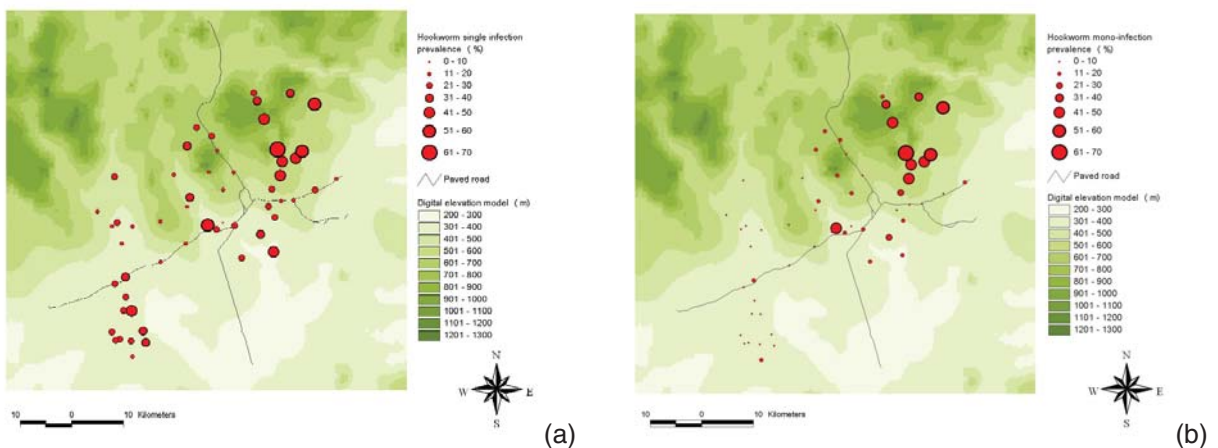 Hookworm single infection
prevalence (%)
0 - 10
11 - 20
21 - 30
31 - 40
41 - 50
51 - 60
61 - 70
Paved road
Digital elevation model (m)
200 - 300
301 - 400
401 - 500
501 - 600
601 - 700
701 - 800
801 - 900
901 - 1000
1001 - 1100
1101 - 1200
1201 - 1300
N
W E
S
10 0 10 Kilometers
(a)
Hookworm mono-infection
prevalence (%)
0 - 10
11 - 20
21 - 30
31 - 40
41 - 50
51 - 60
61 - 70
Paved road
Digital elevation model (m)
200 - 300
301 - 400
401 - 500
501 - 600
601 - 700
701 - 800
801 - 900
901 - 1000
1001 - 1100
1101 - 1200
1201 - 1300
N
W E
S
10 0 10 Kilometers
(b)